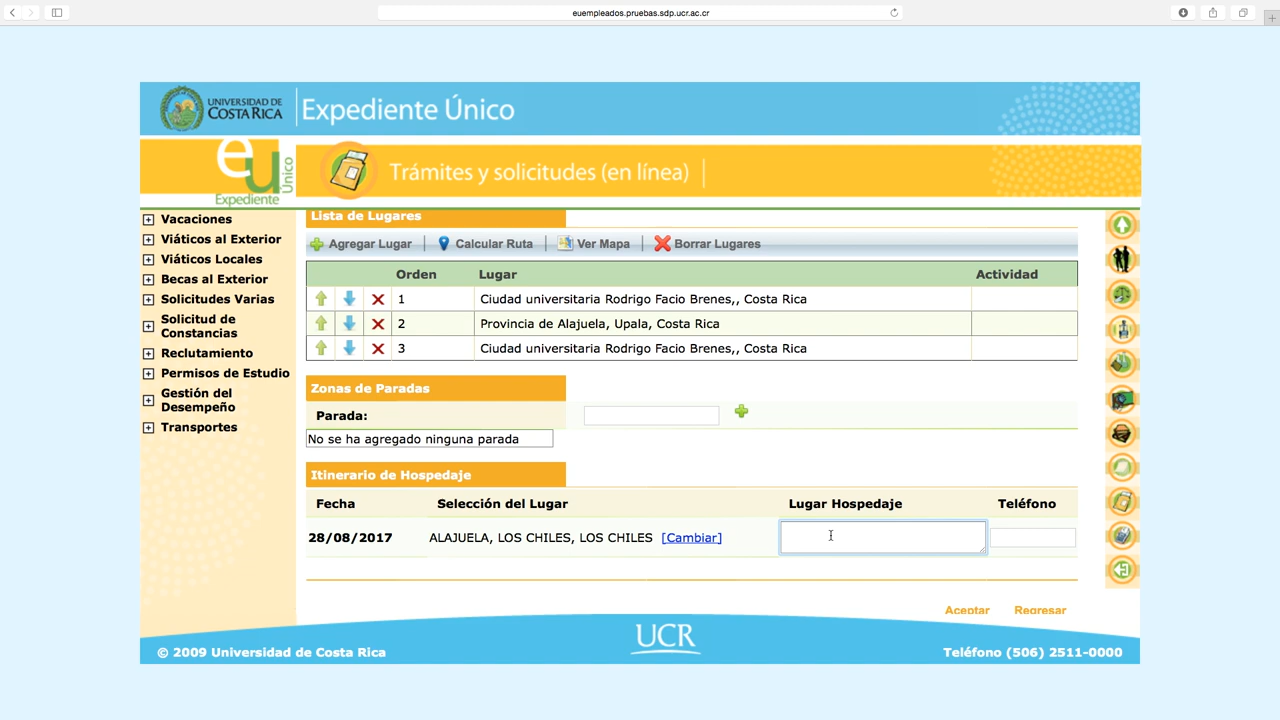 euempleados.pruebas.sdp.ucr.ac.cr
UNIVERSIDAD DE
COSTA RICA
Expediente Único
eu
Único
Expediente
Trámites y solicitudes (en línea)
Vacaciones
Viáticos al Exterior
Viáticos Locales
Becas al Exterior
Solicitudes Varias
Solicitud de
Constancias
Reclutamiento
Permisos de Estudio
Gestión del
Desempeño
Transportes
Lista de Lugares
Agregar Lugar | Calcular Ruta | Ver Mapa | Borrar Lugares
Orden Lugar Actividad
1 Ciudad universitaria Rodrigo Facio Brenes,, Costa Rica
2 Provincia de Alajuela, Upala, Costa Rica
3 Ciudad universitaria Rodrigo Facio Brenes,, Costa Rica
Zonas de Paradas
Parada:
No se ha agregado ninguna parada
Itinerario de Hospedaje
Fecha Selección del Lugar Lugar Hospedaje Teléfono
28/08/2017 ALAJUELA, LOS CHILES, LOS CHILES [Cambiar]
Aceptar Regresar
UCR
© 2009 Universidad de Costa Rica
Teléfono (506) 2511-0000